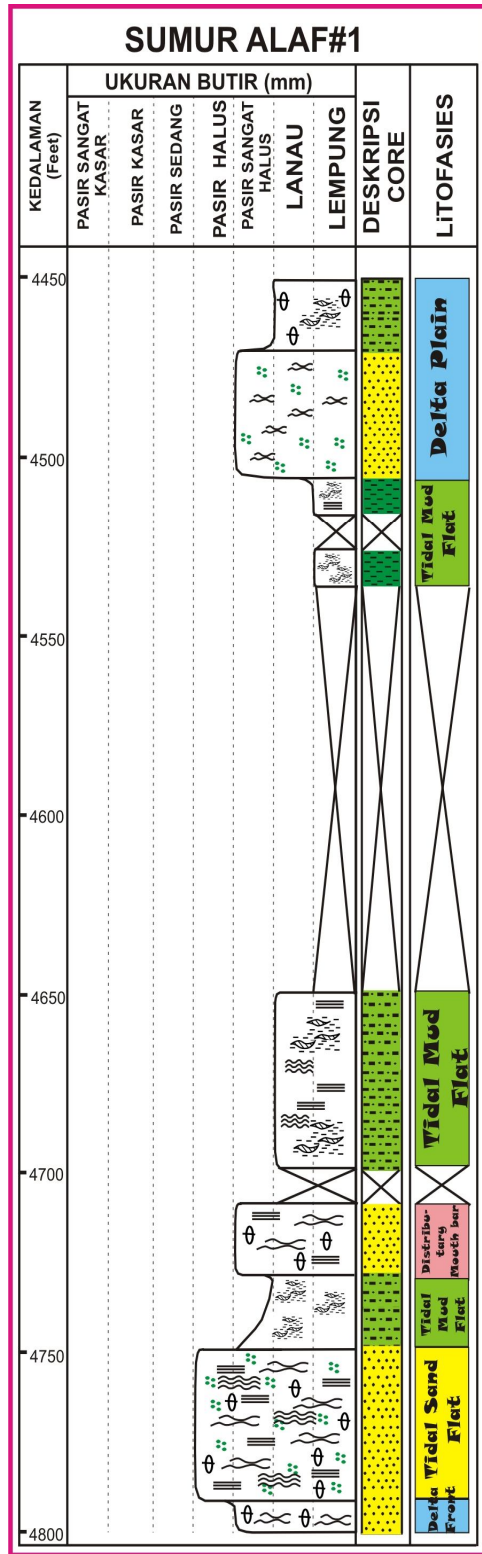 SUMUR ALAF#1
KEDALAMAN
(Feet)
UKURAN BUTIR (mm)
PASIR SANGAT
KASAR
PASIR KASAR
PASIR SEDANG
PASIR HALUS
PASIR SANGAT
HALUS
LANAU
LEMPUNG
DESKRIPSI
CORE
LiTOFASIES
4450
4500
4550
4600
4650
4700
4750
4800
Delta Plain
Tidal Mud
Flat
Tidal Mud
Flat
Distribu-
tary
Mouth bar
Tidal
Mud
Flat
Tidal Sand
Flat
Delta
Front